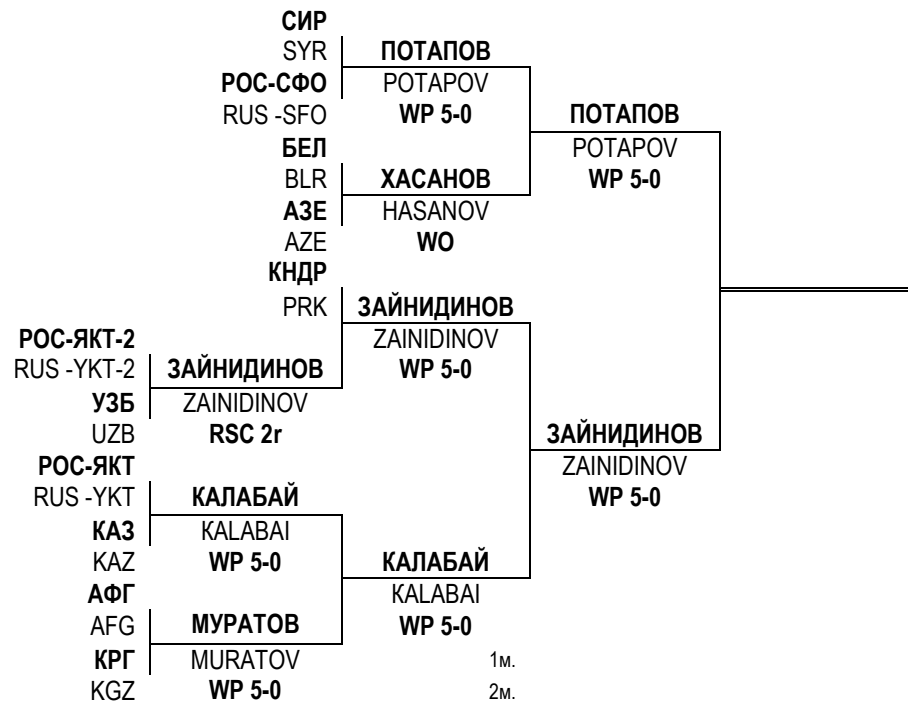 СИР
SYR
ПОТАПОВ
РОС-СФО
POTAPOV
RUS -SFO
WP 5-0
ПОТАПОВ
БЕЛ
POTAPOV
BLR
ХАСАНОВ
WP 5-0
АЗЕ
HASANOV
AZE
WO
КНДР
PRK
ЗАЙНИДИНОВ
РОС-ЯКТ-2
ZAINIDINOV
RUS -YKT-2
ЗАЙНИДИНОВ
WP 5-0
УЗБ
ZAINIDINOV
UZB
RSC 2r
ЗАЙНИДИНОВ
РОС-ЯКТ
ZAINIDINOV
RUS -YKT
КАЛАБАЙ
WP 5-0
КАЗ
KALABAI
KAZ
WP 5-0
КАЛАБАЙ
АФГ
KALABAI
AFG
МУРАТОВ
WP 5-0
КРГ
MURATOV
1м.
KGZ
WP 5-0
2м.